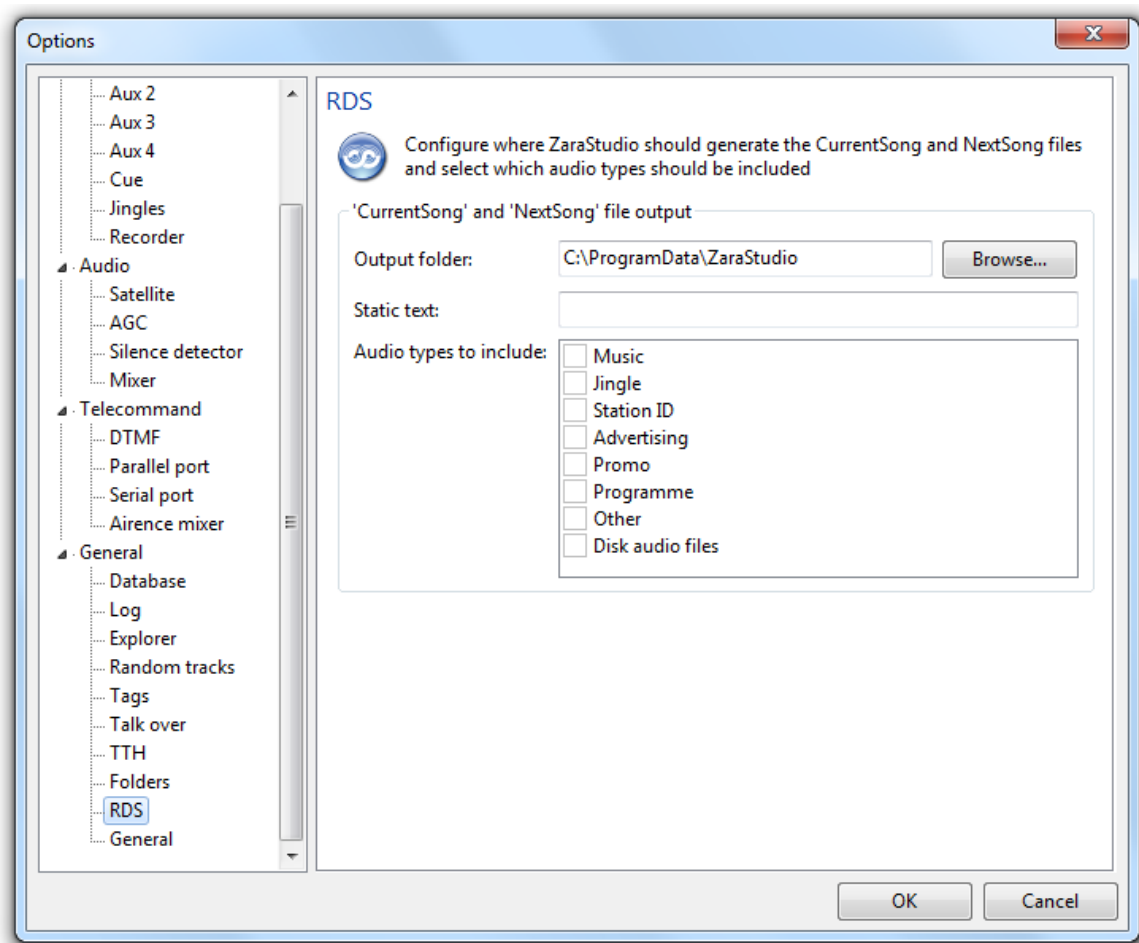 Options
Aux 2
Aux 3
Aux 4
Cue
Jingles
Recorder
Audio
Satellite
AGC
Silence detector
Mixer
Telecommand
DTMF
Parallel port
Serial port
Airence mixer
General
Database
Log
Explorer
Random tracks
Tags
Talk over
TTH
Folders
RDS
General
RDS
Configure where ZaraStudio should generate the CurrentSong and NextSong files
and select which audio types should be included
'CurrentSong' and 'NextSong' file output
Output folder: C:\ProgramData\ZaraStudio Browse...
Static text:
Audio types to include:
Music
Jingle
Station ID
Advertising
Promo
Programme
Other
Disk audio files
OK Cancel